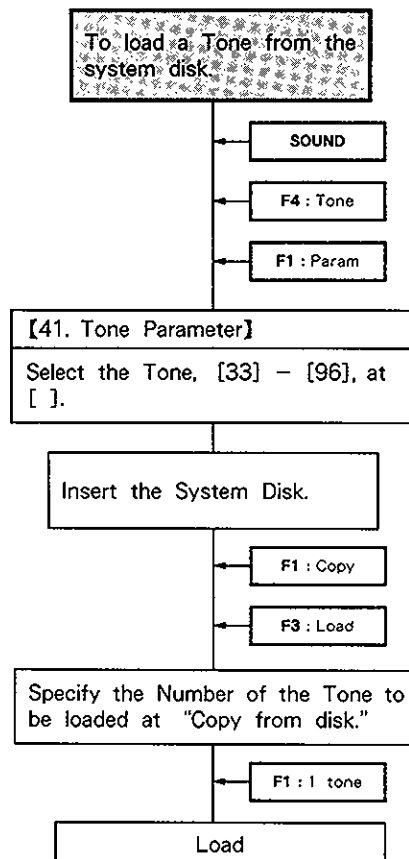 To load a Tone from the
system disk.
SOUND
F4 : Tone
F1 : Param
【41. Tone Parameter】
Select the Tone, [33] – [96], at
[ ].
Insert the System Disk.
F1 : Copy
F3 : Load
Specify the Number of the Tone to
be loaded at "Copy from disk."
F1 : 1 tone
Load